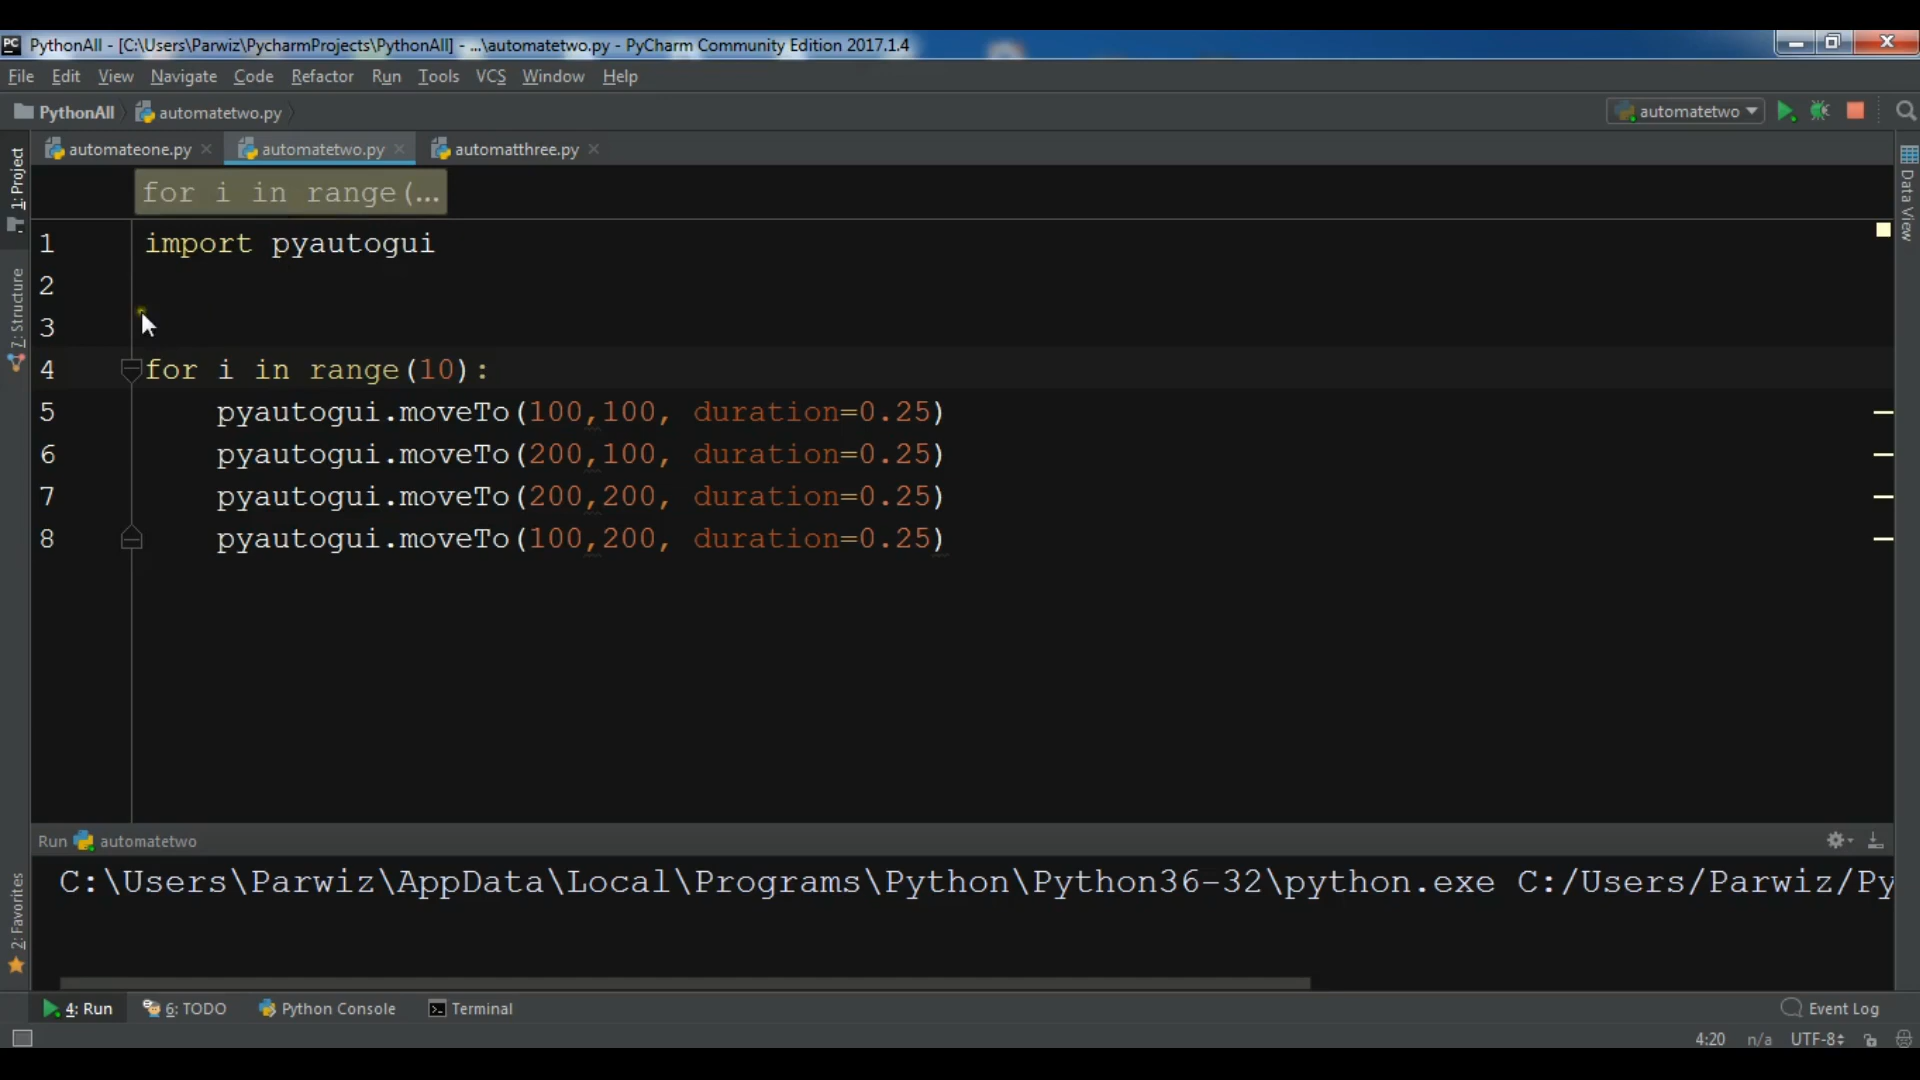 PC PythonAll - [C:\Users\Parwiz\PycharmProjects\PythonAll] - ...\automatetwo.py - PyCharm Community Edition 2017.1.4
File Edit View Navigate Code Refactor Run Tools VCS Window Help
PythonAll automatetwo.py automatetwo
automateone.py automatetwo.py automatthree.py
1: Project
7: Structure
2: Favorites
Data View
for i in range(...
1 import pyautogui
2
3
4 for i in range(10):
5 pyautogui.moveTo(100,100, duration=0.25)
6 pyautogui.moveTo(200,100, duration=0.25)
7 pyautogui.moveTo(200,200, duration=0.25)
8 pyautogui.moveTo(100,200, duration=0.25)
Run automatetwo
C:\Users\Parwiz\AppData\Local\Programs\Python\Python36-32\python.exe C:/Users/Parwiz/Py
4: Run 6: TODO Python Console Terminal Event Log
4:20 n/a UTF-8